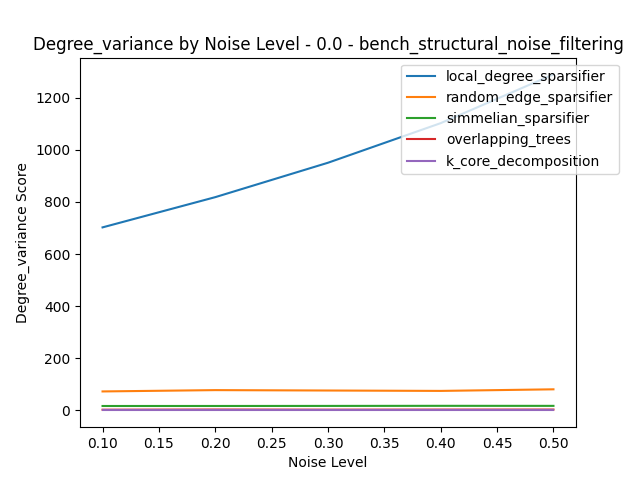 Degree_variance by Noise Level - 0.0 - bench_structural_noise_filtering
local_degree_sparsifier
random_edge_sparsifier
simmelian_sparsifier
overlapping_trees
k_core_decomposition
Degree_variance Score
1200
1000
800
600
400
200
0
0.10 0.15 0.20 0.25 0.30 0.35 0.40 0.45 0.50
Noise Level